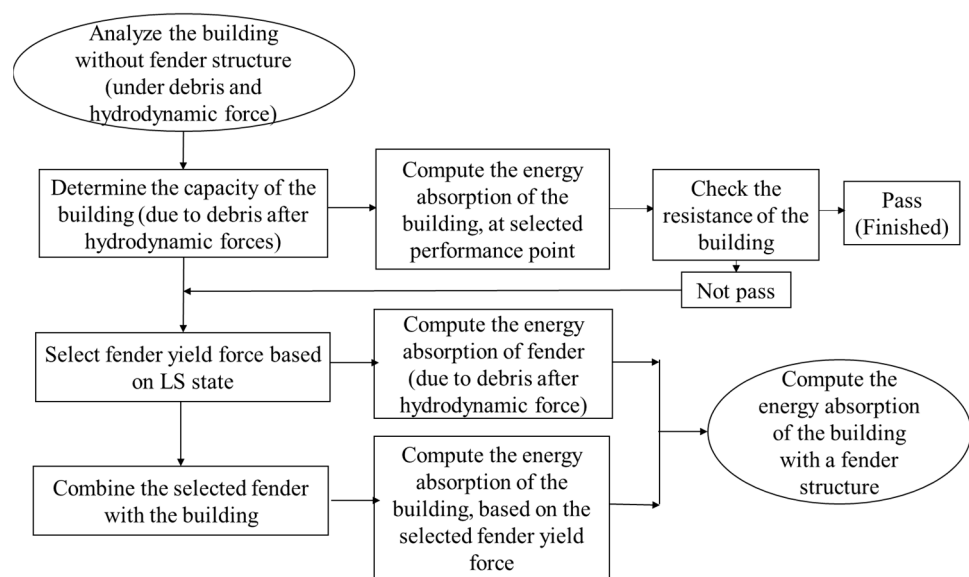 Analyze the building
without fender structure
(under debris and
hydrodynamic force)
Determine the capacity of the
building (due to debris after
hydrodynamic forces)
Compute the energy
absorption of the
building, at selected
performance point
Check the
resistance of the
building
Pass
(Finished)
Not pass
Select fender yield force based
on LS state
Compute the energy
absorption of fender
(due to debris after
hydrodynamic force)
Combine the selected fender
with the building
Compute the energy
absorption of the
building, based on the
selected fender yield
force
Compute the
energy absorption
of the building
with a fender
structure